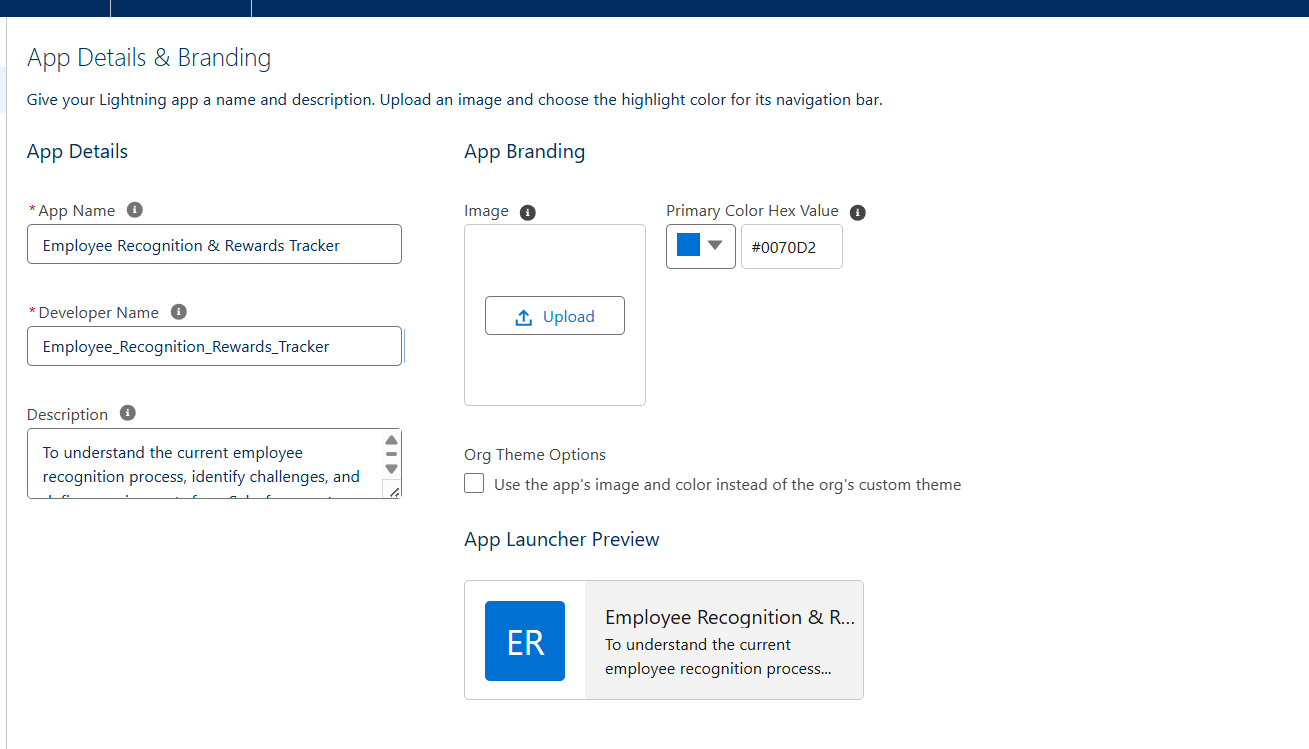 App Details & Branding
Give your Lightning app a name and description. Upload an image and choose the highlight color for its navigation bar.
App Details
* App Name
Employee Recognition & Rewards Tracker
* Developer Name
Employee_Recognition_Rewards_Tracker
Description
To understand the current employee
recognition process, identify challenges, and
App Branding
Image
Upload
Primary Color Hex Value
#0070D2
Org Theme Options
Use the app's image and color instead of the org's custom theme
App Launcher Preview
ER
Employee Recognition & R...
To understand the current
employee recognition process...